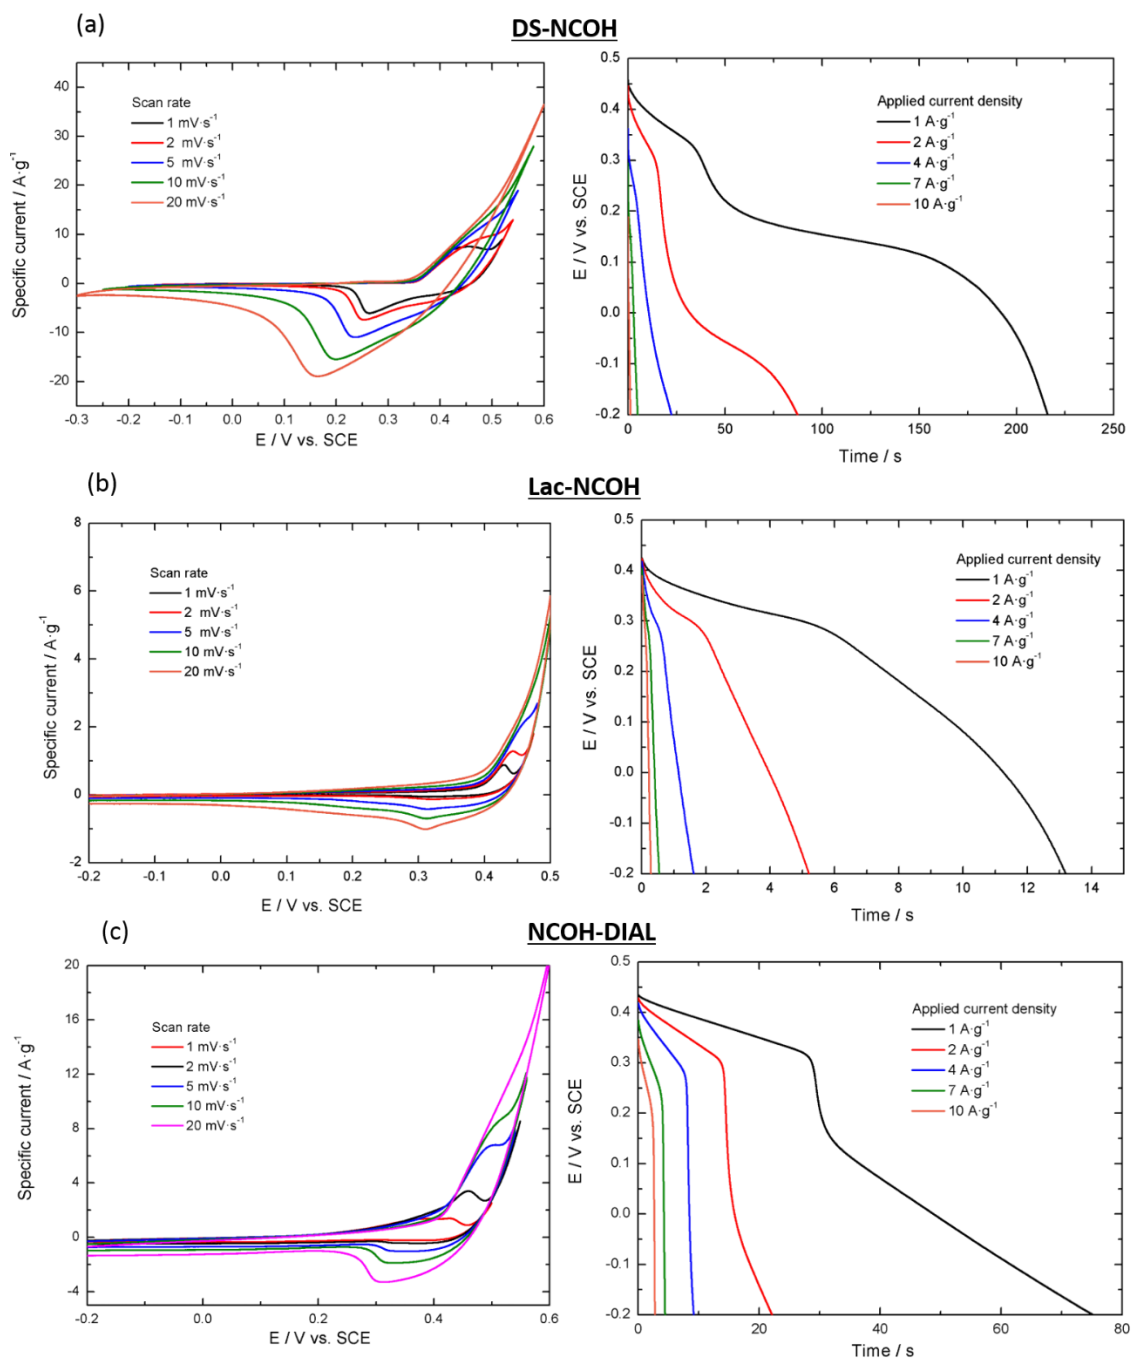 (a)
DS-NCOH
Specific current / A·g⁻¹
40
30
20
10
0
-10
-20
Scan rate
1 mV·s⁻¹
2 mV·s⁻¹
5 mV·s⁻¹
10 mV·s⁻¹
20 mV·s⁻¹
-0.3 -0.2 -0.1 0.0 0.1 0.2 0.3 0.4 0.5 0.6
E / V vs. SCE
E / V vs. SCE
0.5
0.4
0.3
0.2
0.1
0.0
-0.1
-0.2
Applied current density
1 A·g⁻¹
2 A·g⁻¹
4 A·g⁻¹
7 A·g⁻¹
10 A·g⁻¹
0 50 100 150 200 250
Time / s
(b)
Lac-NCOH
Specific current / A·g⁻¹
8
6
4
2
0
-2
Scan rate
1 mV·s⁻¹
2 mV·s⁻¹
5 mV·s⁻¹
10 mV·s⁻¹
20 mV·s⁻¹
-0.2 -0.1 0.0 0.1 0.2 0.3 0.4 0.5
E / V vs. SCE
E / V vs. SCE
0.5
0.4
0.3
0.2
0.1
0.0
-0.1
-0.2
Applied current density
1 A·g⁻¹
2 A·g⁻¹
4 A·g⁻¹
7 A·g⁻¹
10 A·g⁻¹
0 2 4 6 8 10 12 14
Time / s
(c)
NCOH-DIAL
Specific current / A·g⁻¹
20
16
12
8
4
0
-4
Scan rate
1 mV·s⁻¹
2 mV·s⁻¹
5 mV·s⁻¹
10 mV·s⁻¹
20 mV·s⁻¹
-0.2 0.0 0.2 0.4 0.6
E / V vs. SCE
E / V vs. SCE
0.5
0.4
0.3
0.2
0.1
0.0
-0.1
-0.2
Applied current density
1 A·g⁻¹
2 A·g⁻¹
4 A·g⁻¹
7 A·g⁻¹
10 A·g⁻¹
0 20 40 60 80
Time / s